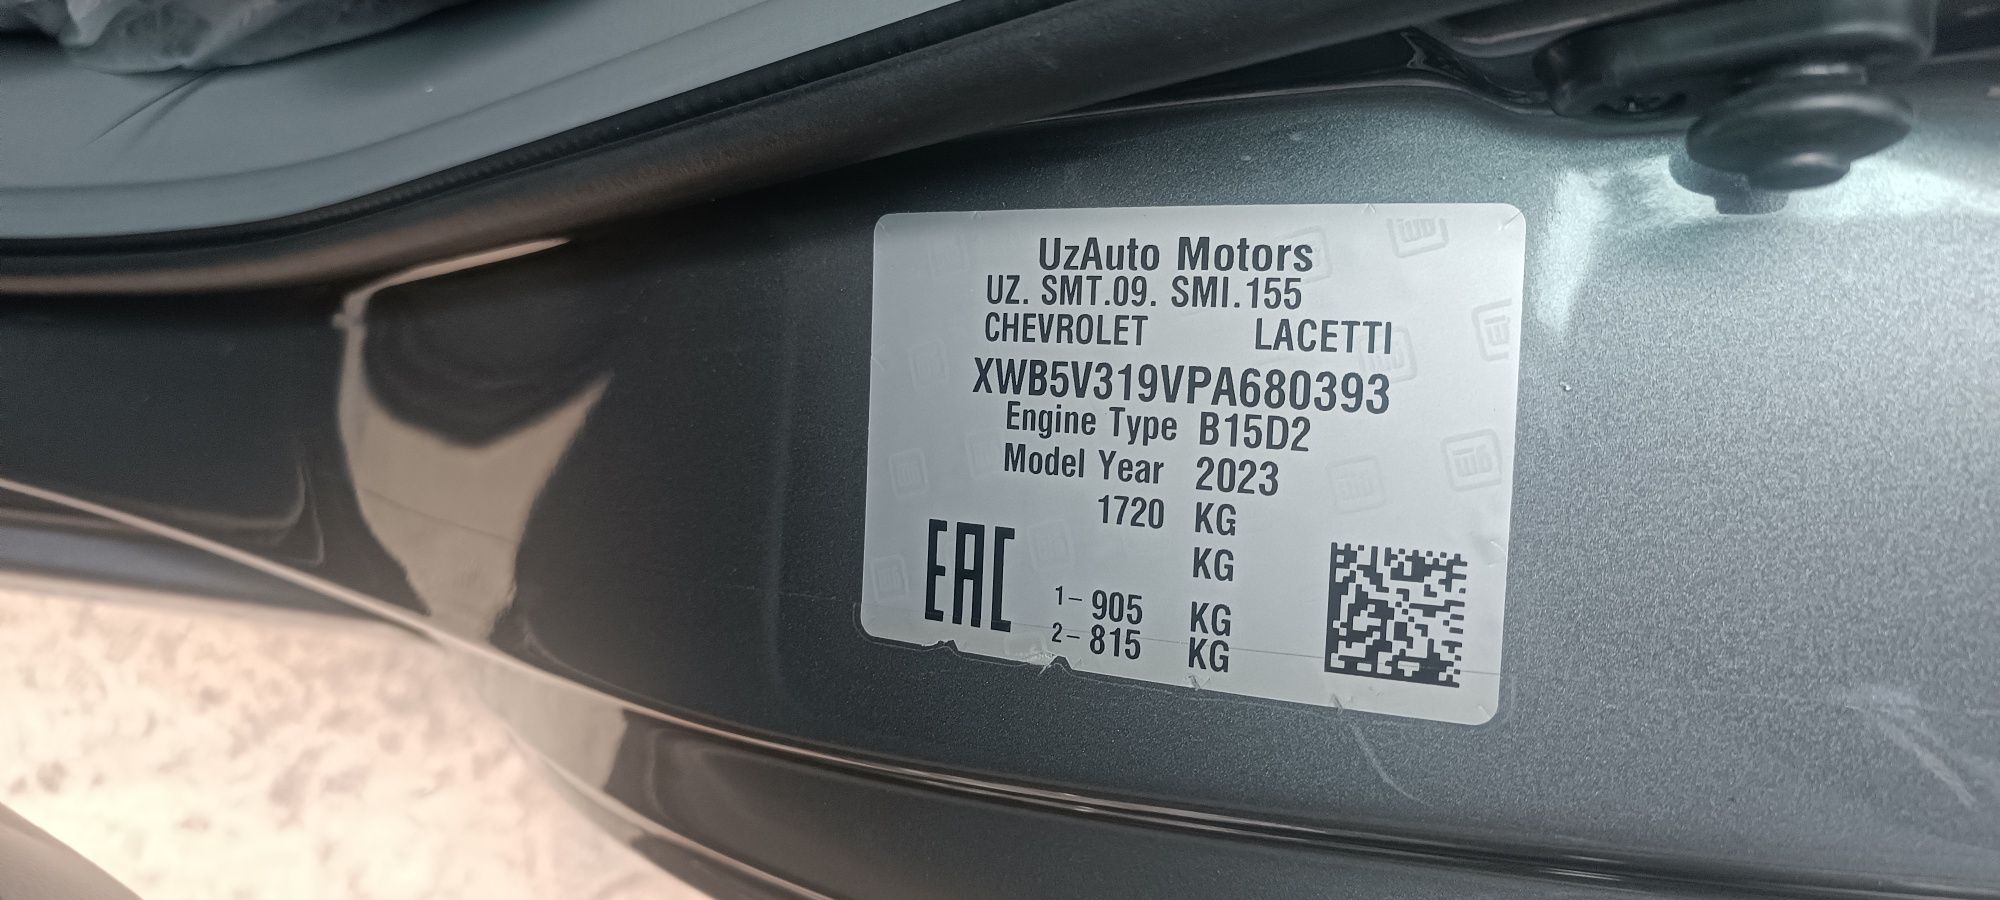 UzAuto Motors
UZ. SMT.09. SMI.155
CHEVROLET LACETTI
XWB5V319VPA680393
Engine Type B15D2
Model Year 2023
1720 KG
KG
EAC
1- 905 KG
2- 815 KG